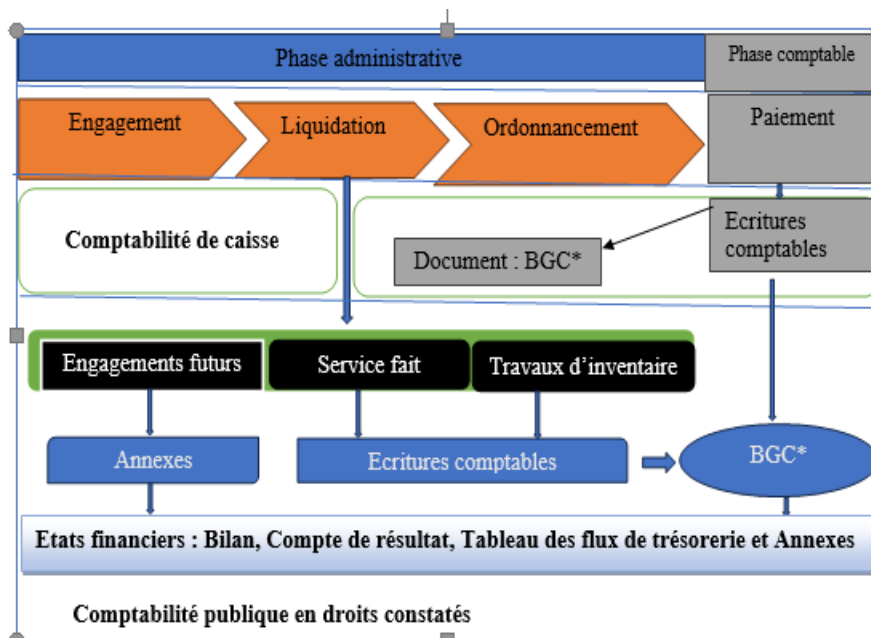 Phase administrative
Phase comptable
Engagement
Liquidation
Ordonnancement
Paiement
Comptabilité de caisse
Document : BGC*
Ecritures
comptables
Engagements futurs
Service fait
Travaux d’inventaire
Annexes
Ecritures comptables
BGC*
Etats financiers : Bilan, Compte de résultat, Tableau des flux de trésorerie et Annexes
Comptabilité publique en droits constatés